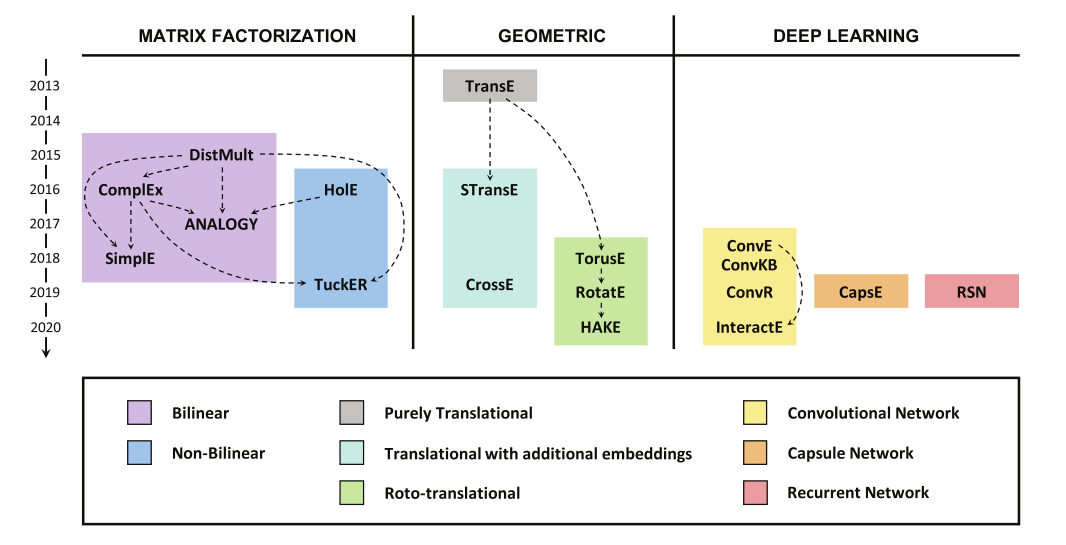 MATRIX FACTORIZATION GEOMETRIC DEEP LEARNING
2013 TransE
2014
2015 DistMult
2016 ComplEx HolE STransE
2017 ANALOGY
ConvE
2018 SimplE TorusE ConvKB
2019 TuckER CrossE RotatE ConvR CapsE RSN
2020 HAKE InteractE
Bilinear Purely Translational Convolutional Network
Non-Bilinear Translational with additional embeddings Capsule Network
Roto-translational Recurrent Network